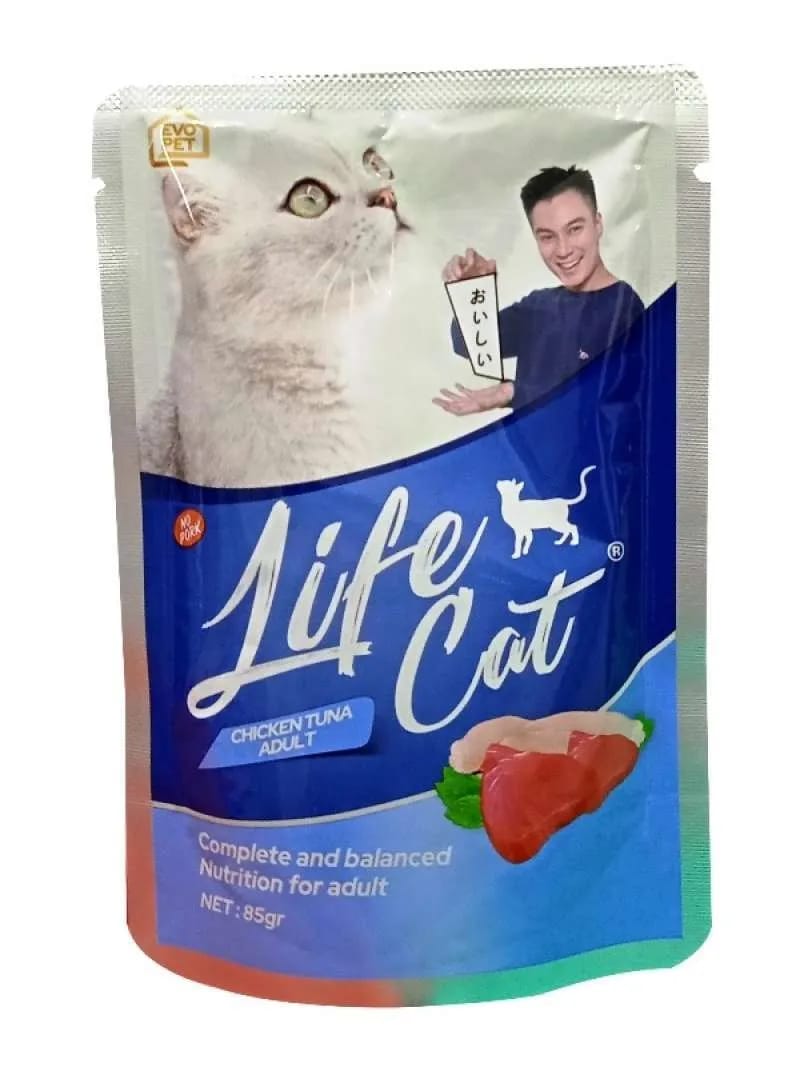 EVO
PET
おいしい
NO
PORK
Life
Cat®
CHICKEN TUNA
ADULT
Complete and balanced
Nutrition for adult
NET : 85gr